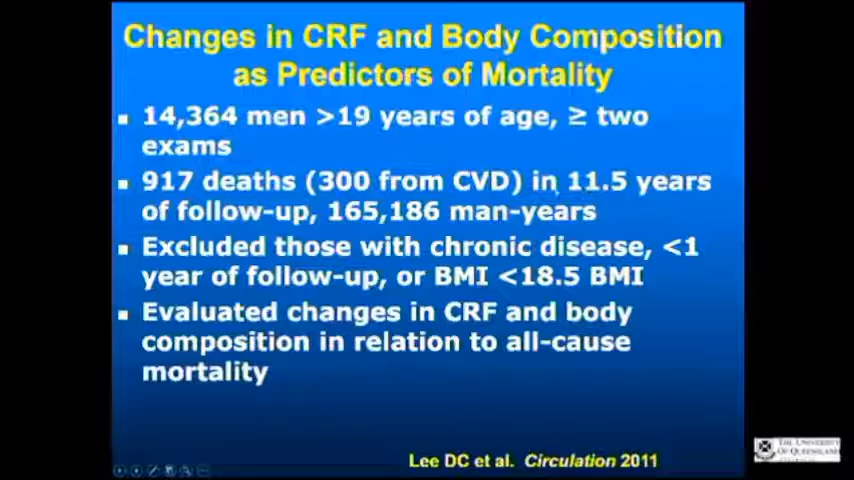 Changes in CRF and Body Composition
as Predictors of Mortality
14,364 men >19 years of age, ≥ two
exams
917 deaths (300 from CVD) in 11.5 years
of follow-up, 165,186 man-years
Excluded those with chronic disease, <1
year of follow-up, or BMI <18.5 BMI
Evaluated changes in CRF and body
composition in relation to all-cause
mortality
Lee DC et al. Circulation 2011
THE UNIVERSITY
OF QUEENSLAND